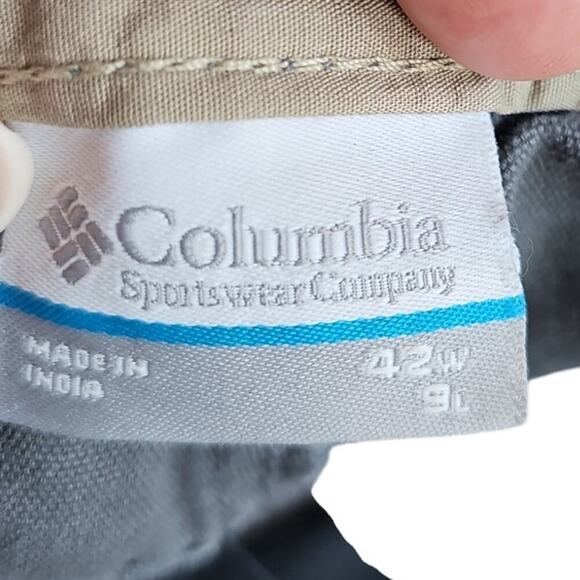 Columbia
Sportswear Company
MADE IN
INDIA
42W
9L